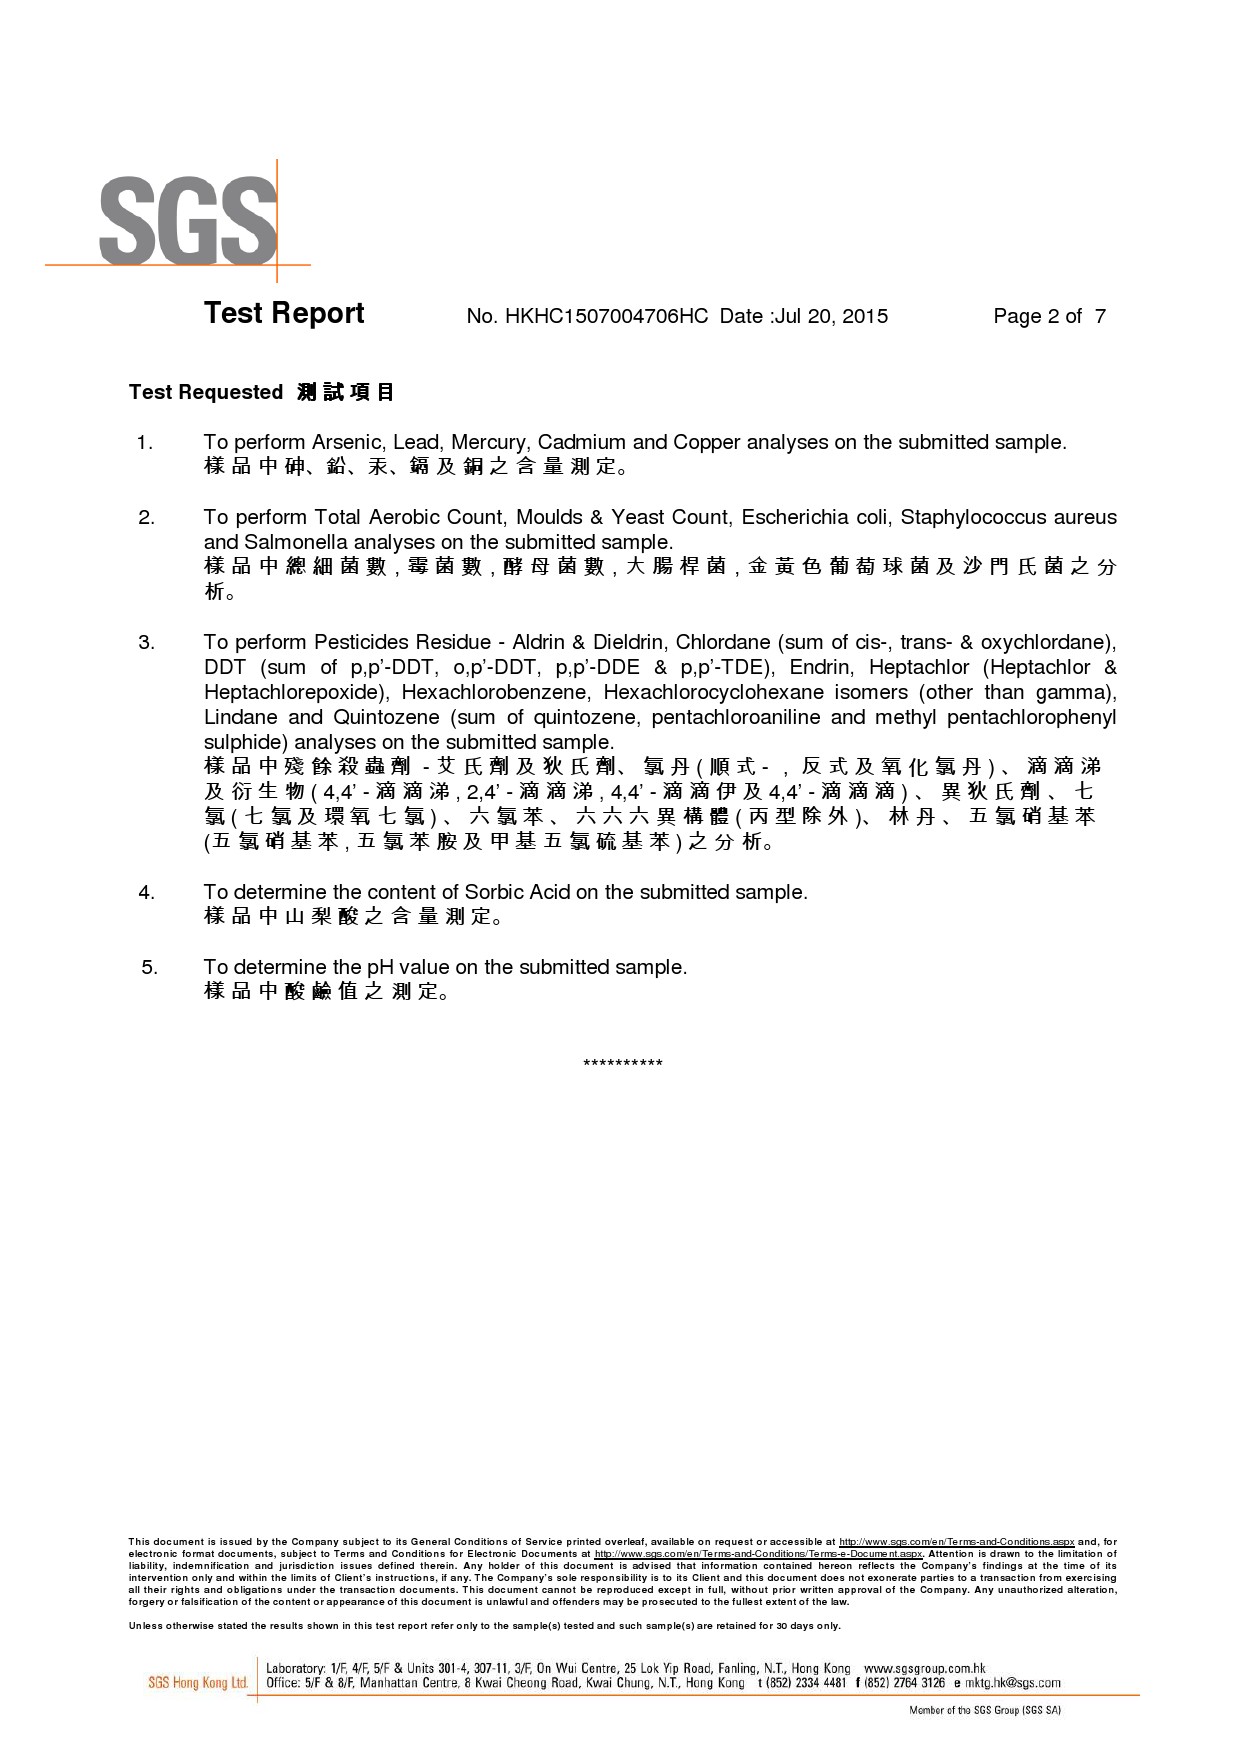 SGS
Test Report No. HKHC1507004706HC Date :Jul 20, 2015 Page 2 of 7
Test Requested 測試項目
1. To perform Arsenic, Lead, Mercury, Cadmium and Copper analyses on the submitted sample.
樣品中砷、鉛、汞、鎘及銅之含量測定。
2. To perform Total Aerobic Count, Moulds & Yeast Count, Escherichia coli, Staphylococcus aureus
and Salmonella analyses on the submitted sample.
樣品中總細菌數,霉菌數,酵母菌數,大腸桿菌,金黃色葡萄球菌及沙門氏菌之分
析。
3. To perform Pesticides Residue - Aldrin & Dieldrin, Chlordane (sum of cis-, trans- & oxychlordane),
DDT (sum of p,p’-DDT, o,p’-DDT, p,p’-DDE & p,p’-TDE), Endrin, Heptachlor (Heptachlor &
Heptachlorepoxide), Hexachlorobenzene, Hexachlorocyclohexane isomers (other than gamma),
Lindane and Quintozene (sum of quintozene, pentachloroaniline and methyl pentachlorophenyl
sulphide) analyses on the submitted sample.
樣品中殘餘殺蟲劑 -艾氏劑及狄氏劑、氯丹(順式-,反式及氧化氯丹)、滴滴涕
及衍生物(4,4’-滴滴涕,2,4’-滴滴涕,4,4’-滴滴伊及4,4’-滴滴滴)、異狄氏劑、七
氯(七氯及環氧七氯)、六氯苯、六六六異構體(丙型除外)、林丹、五氯硝基苯
(五氯硝基苯,五氯苯胺及甲基五氯硫基苯)之分析。
4. To determine the content of Sorbic Acid on the submitted sample.
樣品中山梨酸之含量測定。
5. To determine the pH value on the submitted sample.
樣品中酸鹼值之測定。
**********
This document is issued by the Company subject to its General Conditions of Service printed overleaf, available on request or accessible at http://www.sgs.com/en/Terms-and-Conditions.aspx and, for
electronic format documents, subject to Terms and Conditions for Electronic Documents at http://www.sgs.com/en/Terms-and-Conditions/Terms-e-Document.aspx. Attention is drawn to the limitation of
liability, indemnification and jurisdiction issues defined therein. Any holder of this document is advised that information contained hereon reflects the Company's findings at the time of its
intervention only and within the limits of Client's instructions, if any. The Company's sole responsibility is to its Client and this document does not exonerate parties to a transaction from exercising
all their rights and obligations under the transaction documents. This document cannot be reproduced except in full, without prior written approval of the Company. Any unauthorized alteration,
forgery or falsification of the content or appearance of this document is unlawful and offenders may be prosecuted to the fullest extent of the law.
Unless otherwise stated the results shown in this test report refer only to the sample(s) tested and such sample(s) are retained for 30 days only.
SGS Hong Kong Ltd.
Laboratory: 1/F, 4/F, 5/F & Units 301-4, 307-11, 3/F, On Wui Centre, 25 Lok Yip Road, Fanling, N.T., Hong Kong www.sgsgroup.com.hk
Office: 5/F & 8/F, Manhattan Centre, 8 Kwai Cheong Road, Kwai Chung, N.T., Hong Kong t (852) 2334 4481 f (852) 2764 3126 e mktg.hk@sgs.com
Member of the SGS Group (SGS SA)